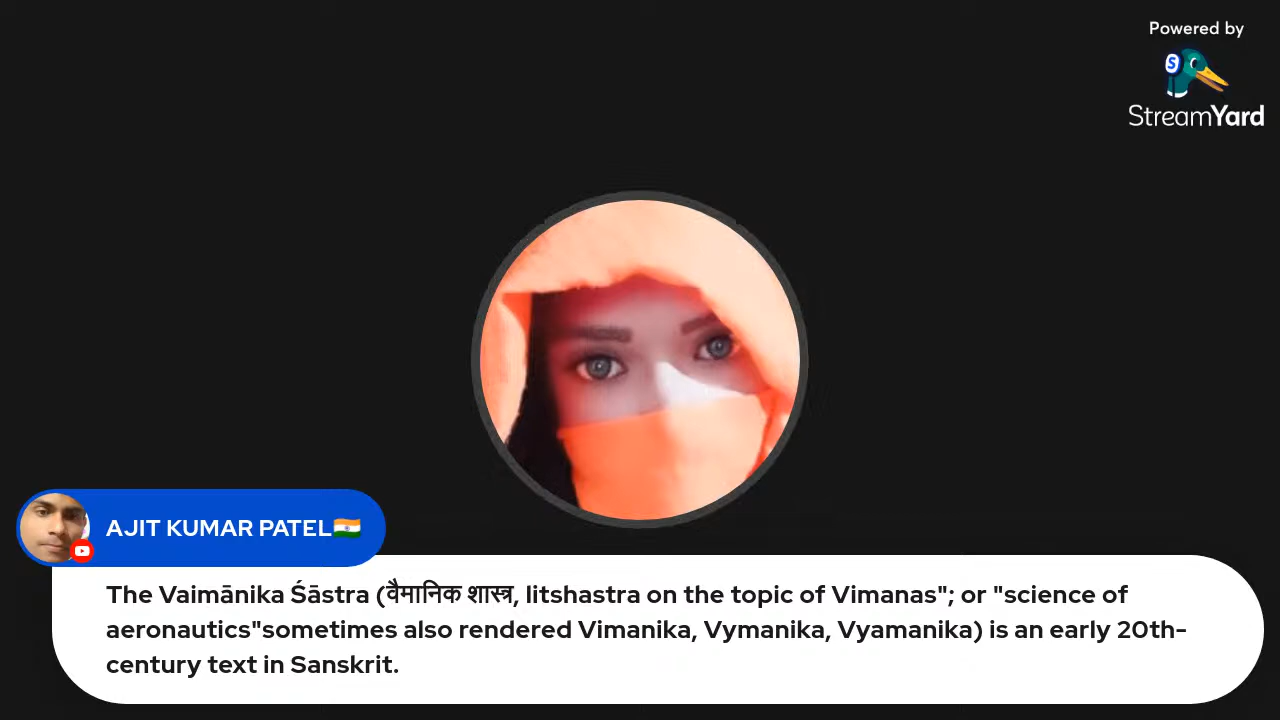 Powered by
S
StreamYard
AJIT KUMAR PATEL🇮🇳
The Vaimānika Śāstra (वैमानिक शास्त्र, litshastra on the topic of Vimanas"; or "science of
aeronautics"sometimes also rendered Vimanika, Vymanika, Vyamanika) is an early 20th-
century text in Sanskrit.